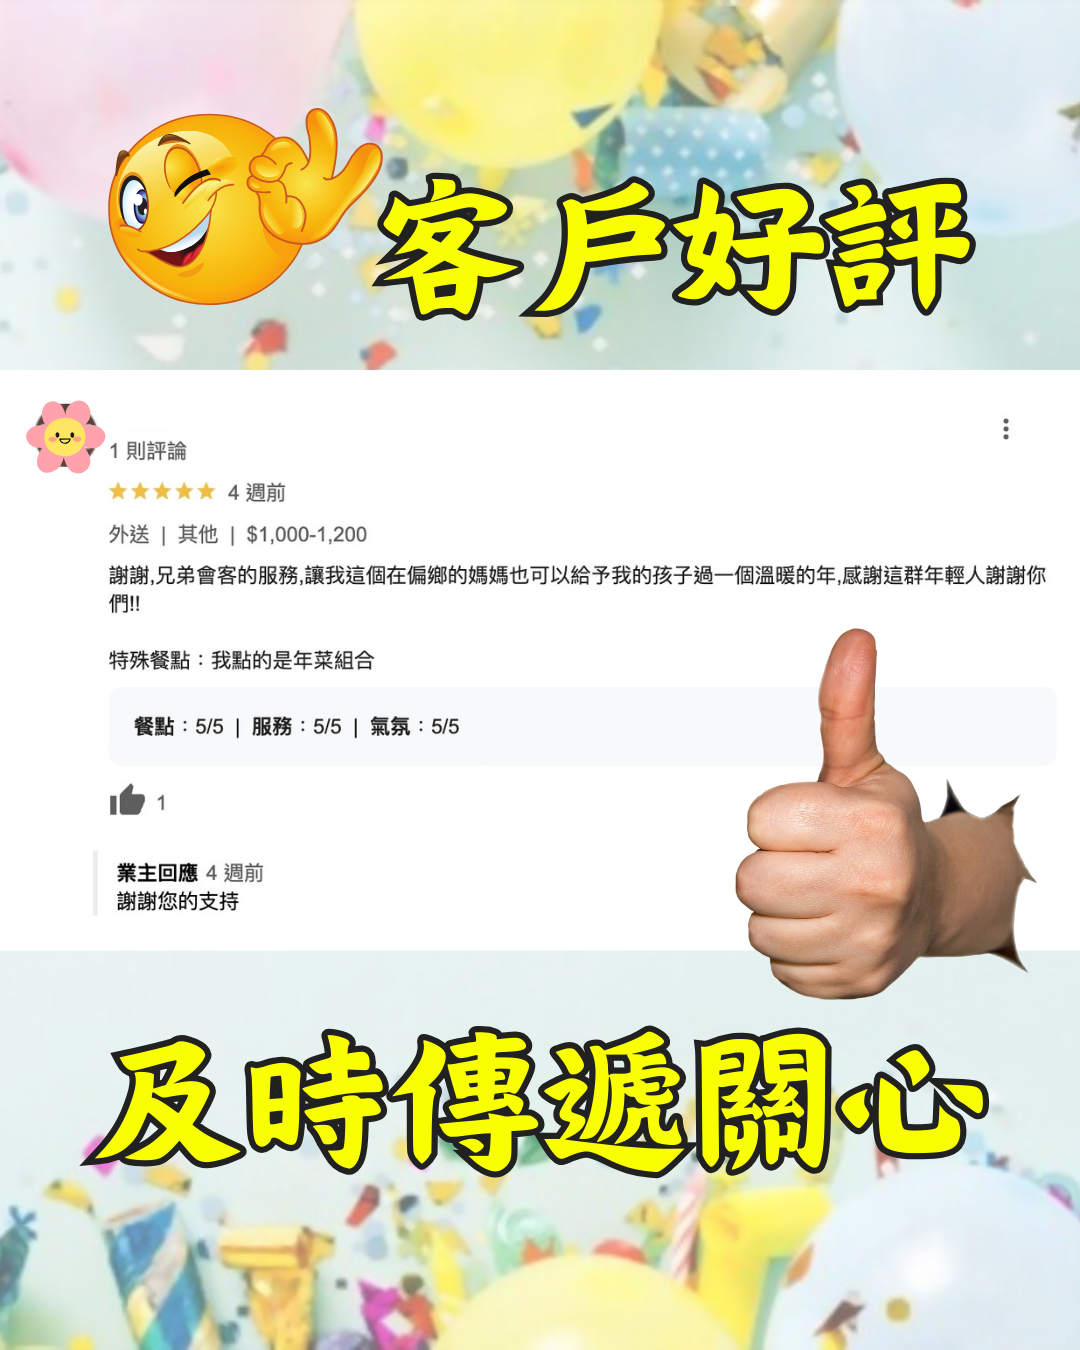 客戶好評
1 則評論
4 週前
外送 | 其他 | $1,000-1,200
謝謝,兄弟會客的服務,讓我這個在偏鄉的媽媽也可以給予我的孩子過一個溫暖的年,感謝這群年輕人謝謝你
們!!
特殊餐點：我點的是年菜組合
餐點：5/5 | 服務：5/5 | 氣氛：5/5
1
業主回應 4 週前
謝謝您的支持
及時傳遞關心